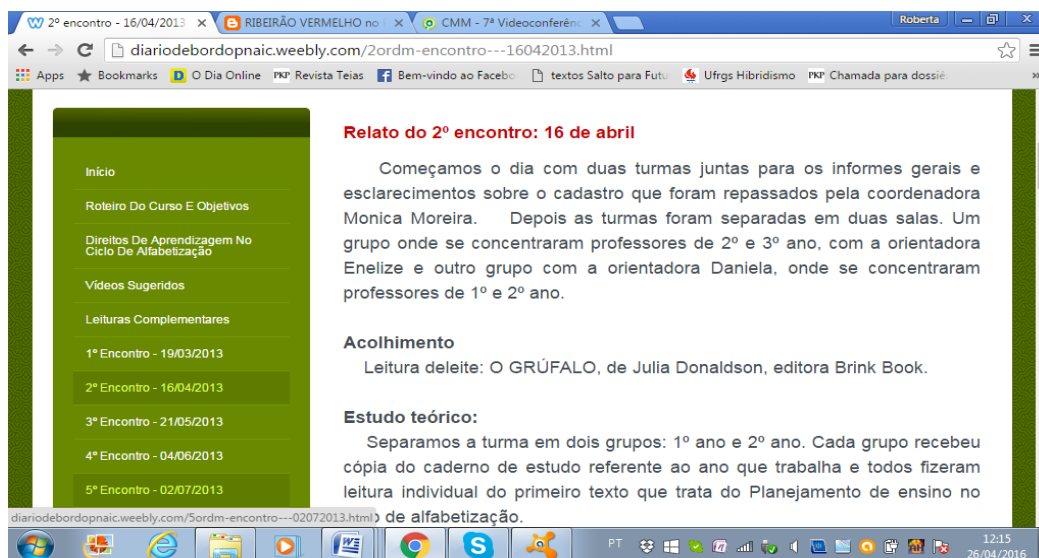 2º encontro - 16/04/2013
RIBEIRÃO VERMELHO no
CMM - 7ª Videoconferênc
Roberta
diariodebordopnaic.weebly.com/2ordm-encontro---16042013.html
Apps
Bookmarks
O Dia Online
PKP Revista Teias
Bem-vindo ao Facebo
textos Salto para Futu
Ufrgs Hibridismo
PKP Chamada para dossiê
Início
Roteiro Do Curso E Objetivos
Direitos De Aprendizagem No
Ciclo De Alfabetização
Vídeos Sugeridos
Leituras Complementares
1º Encontro - 19/03/2013
2º Encontro - 16/04/2013
3º Encontro - 21/05/2013
4º Encontro - 04/06/2013
5º Encontro - 02/07/2013
Relato do 2º encontro: 16 de abril
Começamos o dia com duas turmas juntas para os informes gerais e
esclarecimentos sobre o cadastro que foram repassados pela coordenadora
Monica Moreira. Depois as turmas foram separadas em duas salas. Um
grupo onde se concentraram professores de 2º e 3º ano, com a orientadora
Enelize e outro grupo com a orientadora Daniela, onde se concentraram
professores de 1º e 2º ano.
Acolhimento
Leitura deleite: O GRÚFALO, de Julia Donaldson, editora Brink Book.
Estudo teórico:
Separamos a turma em dois grupos: 1º ano e 2º ano. Cada grupo recebeu
cópia do caderno de estudo referente ao ano que trabalha e todos fizeram
leitura individual do primeiro texto que trata do Planejamento de ensino no
o de alfabetização.
diariodebordopnaic.weebly.com/5ordm-encontro---02072013.html
PT
12:15
26/04/2016